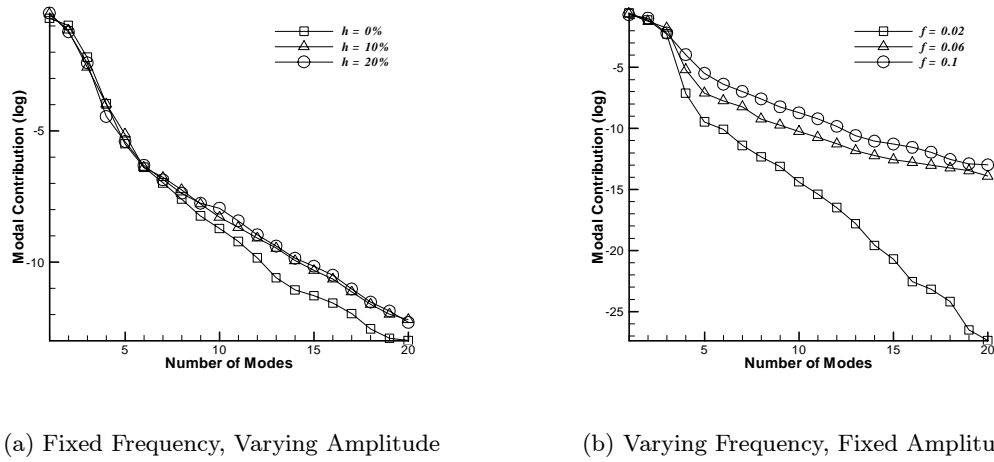 h = 0%
h = 10%
h = 20%
Modal Contribution (log)
-5
-10
5
10
15
20
Number of Modes
(a) Fixed Frequency, Varying Amplitude
f = 0.02
f = 0.06
f = 0.1
Modal Contribution (log)
-5
-10
-15
-20
-25
5
10
15
20
Number of Modes
(b) Varying Frequency, Fixed Amplitu